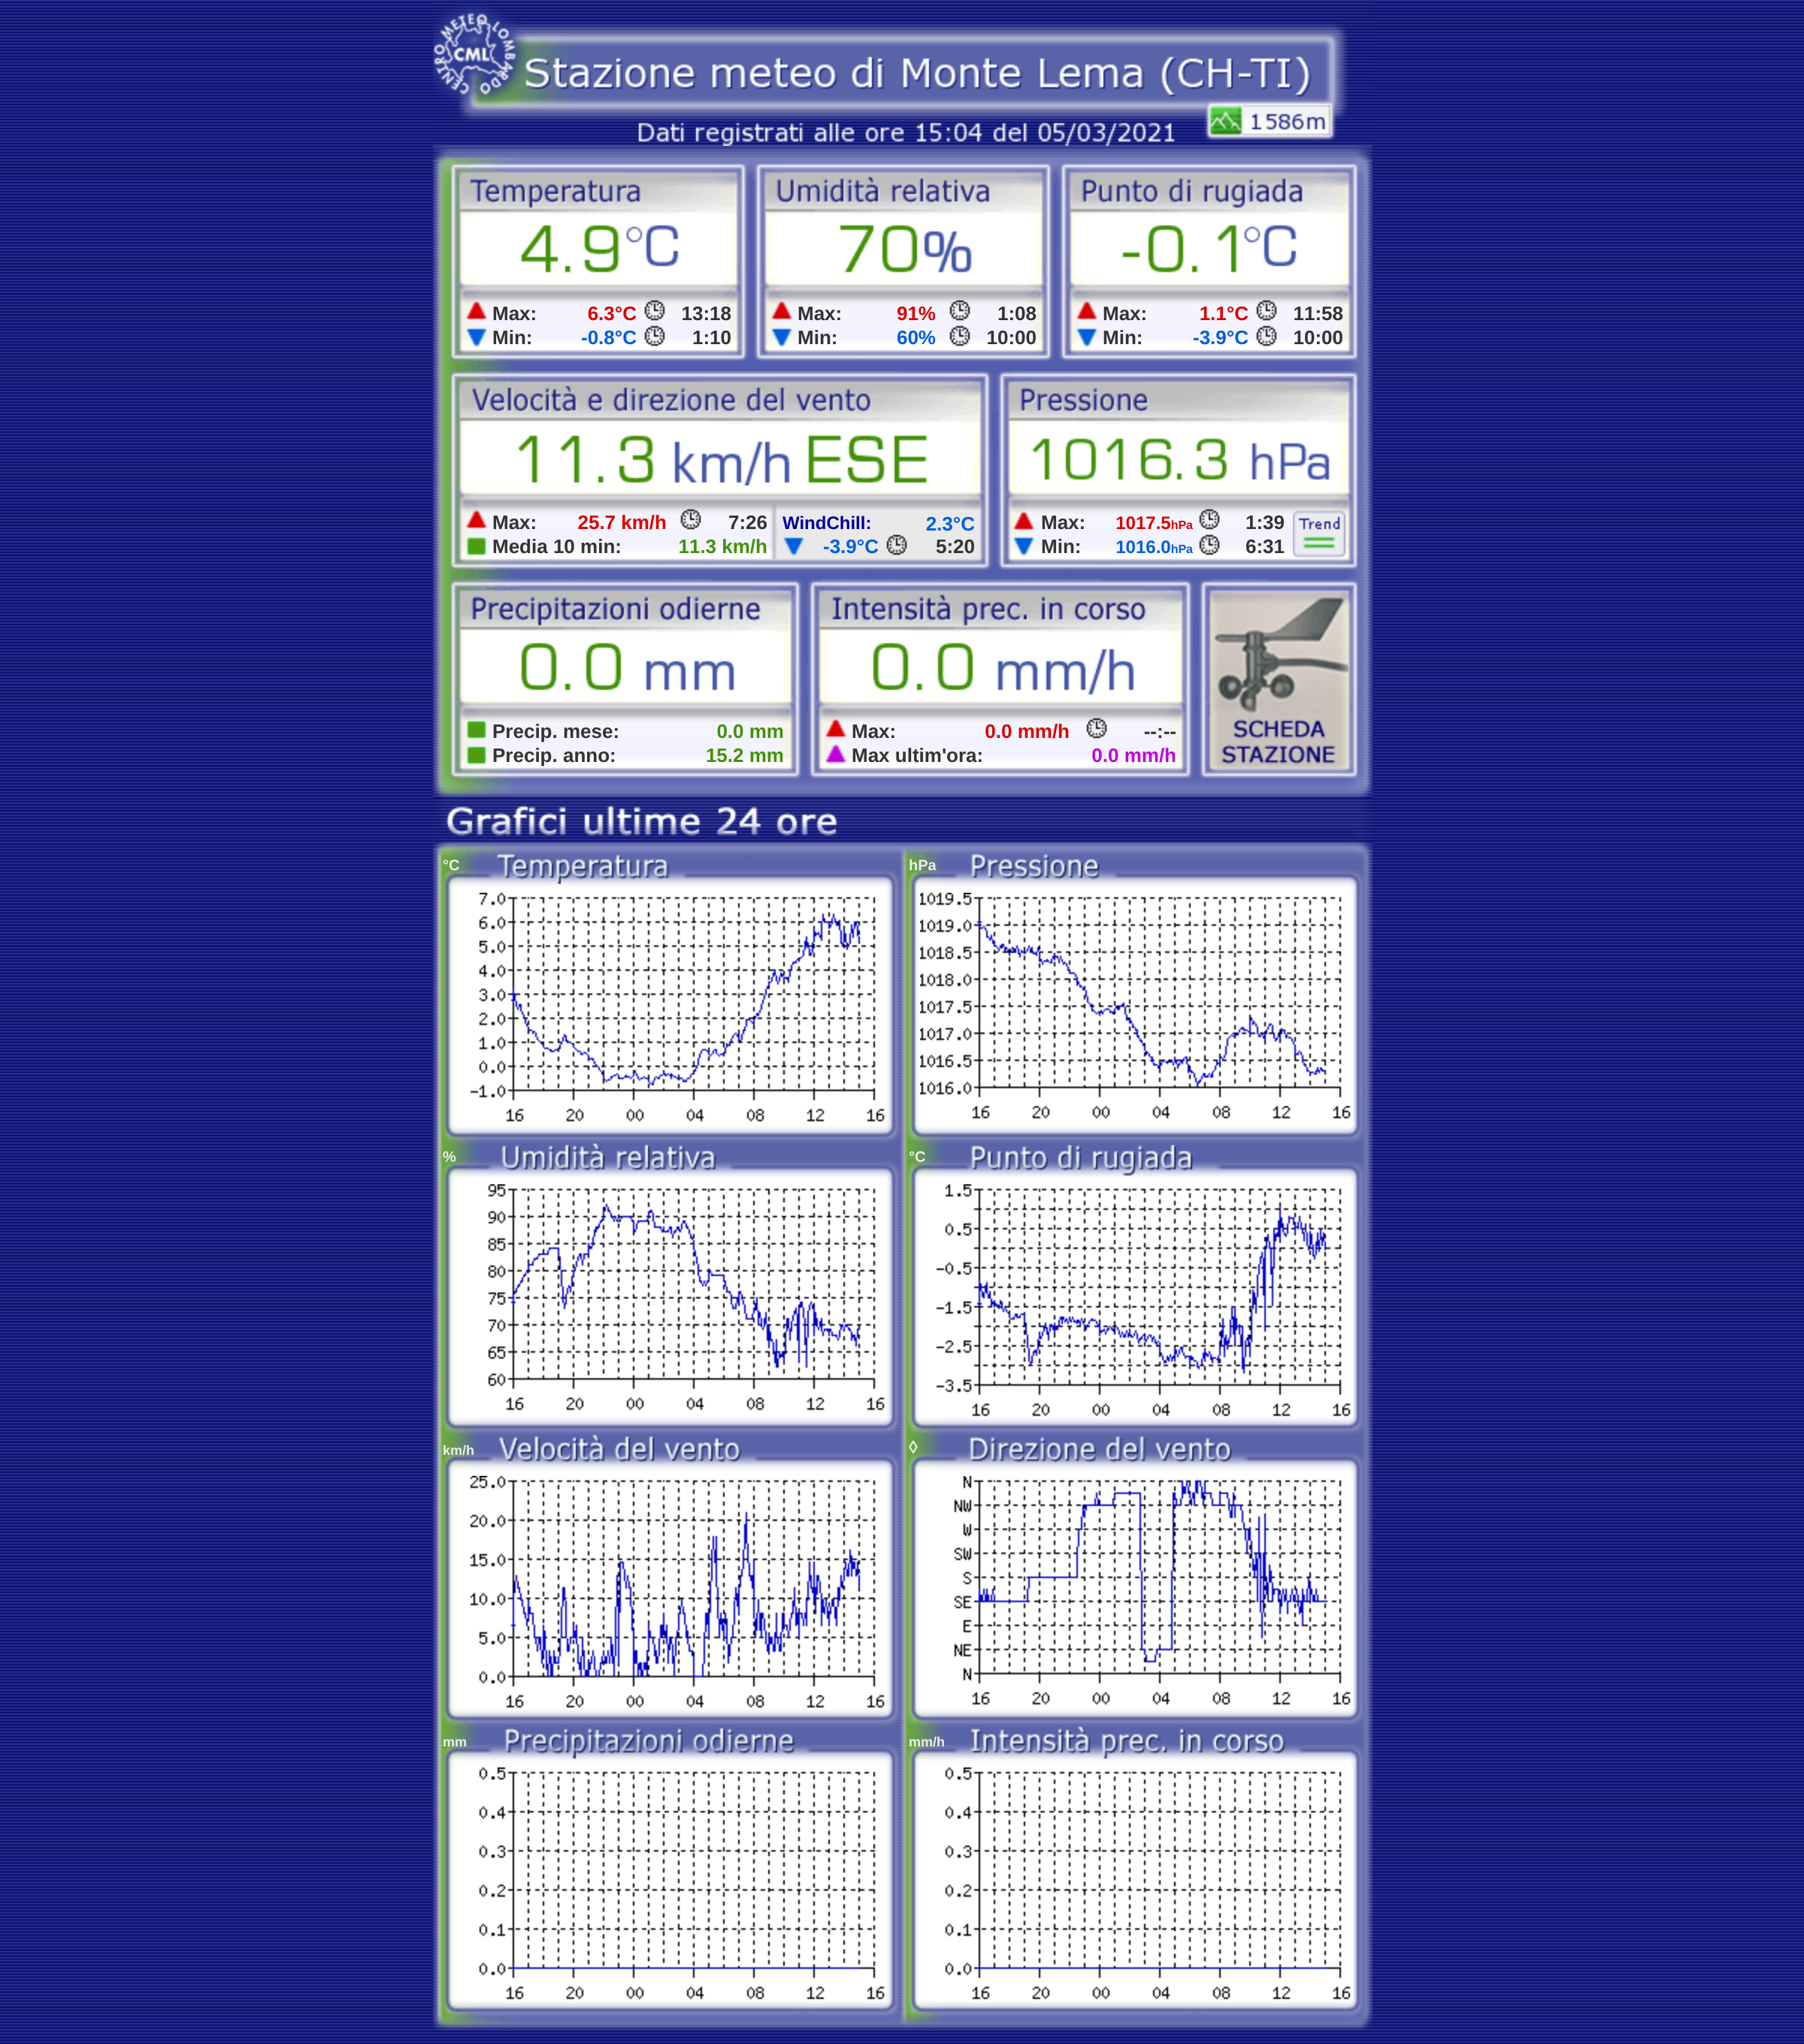 CENTRO METEO LOMBARDO
CML
Stazione meteo di Monte Lema (CH-TI)
1586m
Dati registrati alle ore 15:04 del 05/03/2021
Temperatura Umidità relativa Punto di rugiada
4.9°C 70% -0.1°C
Max: 6.3°C 13:18 Max: 91% 1:08 Max: 1.1°C 11:58
Min: -0.8°C 1:10 Min: 60% 10:00 Min: -3.9°C 10:00
Velocità e direzione del vento Pressione
11.3 km/h ESE 1016.3 hPa
Max: 25.7 km/h 7:26 WindChill: 2.3°C Max: 1017.5hPa 1:39 Trend
Media 10 min: 11.3 km/h -3.9°C 5:20 Min: 1016.0hPa 6:31
Precipitazioni odierne Intensità prec. in corso
0.0 mm 0.0 mm/h
Precip. mese: 0.0 mm Max: 0.0 mm/h --:-- SCHEDA
Precip. anno: 15.2 mm Max ultim'ora: 0.0 mm/h STAZIONE
Grafici ultime 24 ore
°C Temperatura
7.0
6.0
5.0
4.0
3.0
2.0
1.0
0.0
-1.0
16 20 00 04 08 12 16
hPa Pressione
1019.5
1019.0
1018.5
1018.0
1017.5
1017.0
1016.5
1016.0
16 20 00 04 08 12 16
% Umidità relativa
95
90
85
80
75
70
65
60
16 20 00 04 08 12 16
°C Punto di rugiada
1.5
0.5
-0.5
-1.5
-2.5
-3.5
16 20 00 04 08 12 16
km/h Velocità del vento
25.0
20.0
15.0
10.0
5.0
0.0
16 20 00 04 08 12 16
◊ Direzione del vento
N
NW
W
SW
S
SE
E
NE
N
16 20 00 04 08 12 16
mm Precipitazioni odierne
0.5
0.4
0.3
0.2
0.1
0.0
16 20 00 04 08 12 16
mm/h Intensità prec. in corso
0.5
0.4
0.3
0.2
0.1
0.0
16 20 00 04 08 12 16